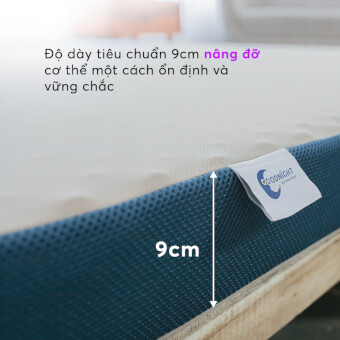 Độ dày tiêu chuẩn 9cm nâng đỡ
cơ thể một cách ổn định và
vững chắc
GOODNIGHT
9cm